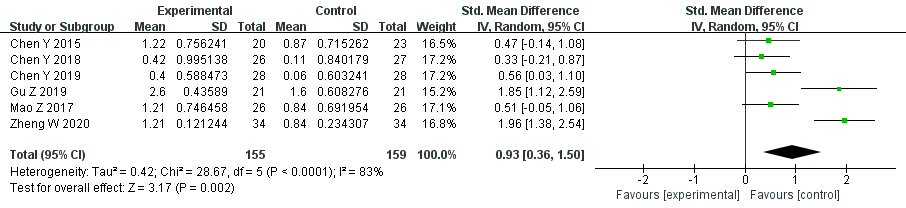 Experimental Control Std. Mean Difference Std. Mean Difference
Study or Subgroup Mean SD Total Mean SD Total Weight IV, Random, 95% CI IV, Random, 95% CI
Chen Y 2015 1.22 0.756241 20 0.87 0.715262 23 16.5% 0.47 [-0.14, 1.08]
Chen Y 2018 0.42 0.995138 26 0.11 0.840179 27 17.2% 0.33 [-0.21, 0.87]
Chen Y 2019 0.4 0.588473 28 0.06 0.603241 28 17.3% 0.56 [0.03, 1.10]
Gu Z 2019 2.6 0.43589 21 1.6 0.608276 21 15.1% 1.85 [1.12, 2.59]
Mao Z 2017 1.21 0.746458 26 0.84 0.691954 26 17.1% 0.51 [-0.05, 1.06]
Zheng W 2020 1.21 0.121244 34 0.84 0.234307 34 16.8% 1.96 [1.38, 2.54]
Total (95% CI) 155 159 100.0% 0.93 [0.36, 1.50]
Heterogeneity: Tau² = 0.42; Chi² = 28.67, df = 5 (P < 0.0001); I² = 83%
Test for overall effect: Z = 3.17 (P = 0.002)
-2 -1 0 1 2
Favours [experimental] Favours [control]